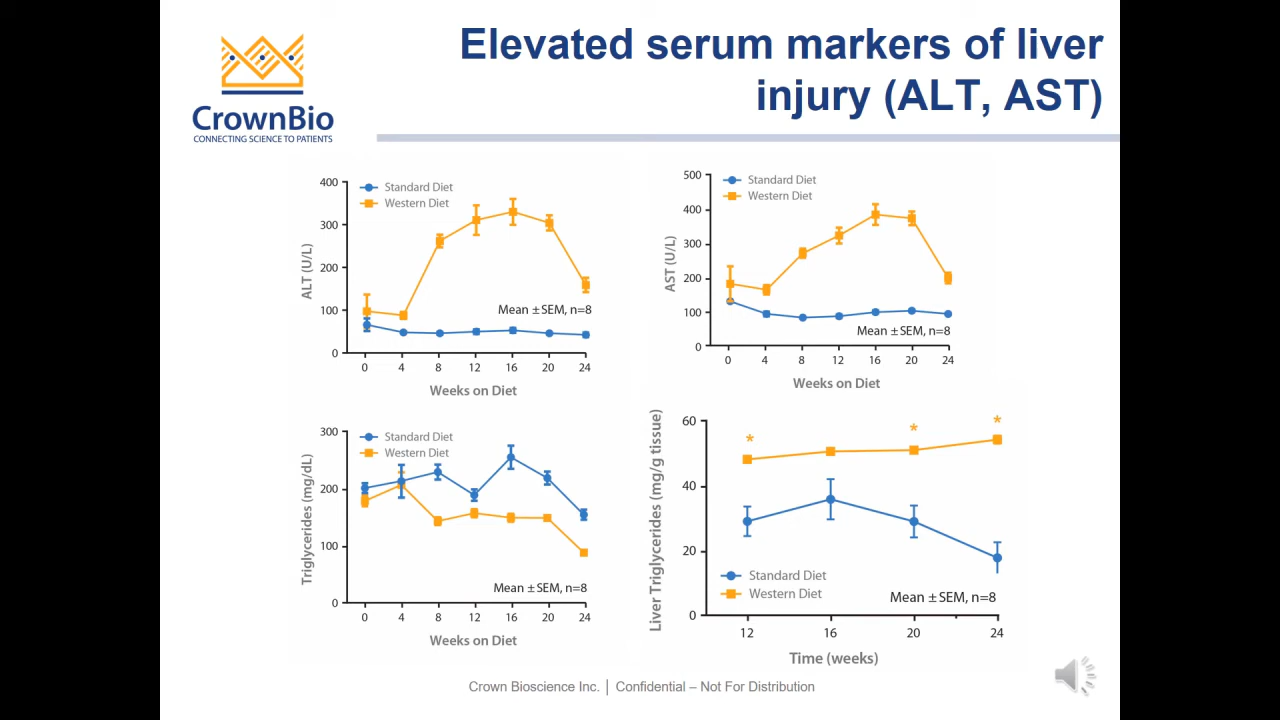 Elevated serum markers of liver
injury (ALT, AST)
CrownBio
CONNECTING SCIENCE TO PATIENTS
400
300
200
100
0
ALT (U/L)
Standard Diet
Western Diet
Mean ±SEM, n=8
0 4 8 12 16 20 24
Weeks on Diet
500
400
300
200
100
0
AST (U/L)
Standard Diet
Western Diet
Mean ±SEM, n=8
0 4 8 12 16 20 24
Weeks on Diet
300
200
100
0
Triglycerides (mg/dL)
Standard Diet
Western Diet
Mean ±SEM, n=8
0 4 8 12 16 20 24
Weeks on Diet
60
40
20
0
Liver Triglycerides (mg/g tissue)
* * *
Standard Diet
Western Diet
Mean ±SEM, n=8
12 16 20 24
Time (weeks)
Crown Bioscience Inc. | Confidential – Not For Distribution